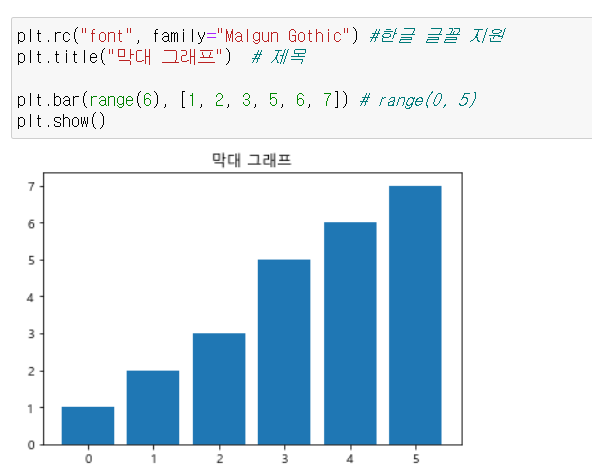 plt.rc("font", family="Malgun Gothic") #한글 글꼴 지원
plt.title("막대 그래프")  # 제목
plt.bar(range(6), [1, 2, 3, 5, 6, 7]) # range(0, 5)
plt.show()
막대 그래프
7
6
5
4
3
2
1
0
0 1 2 3 4 5